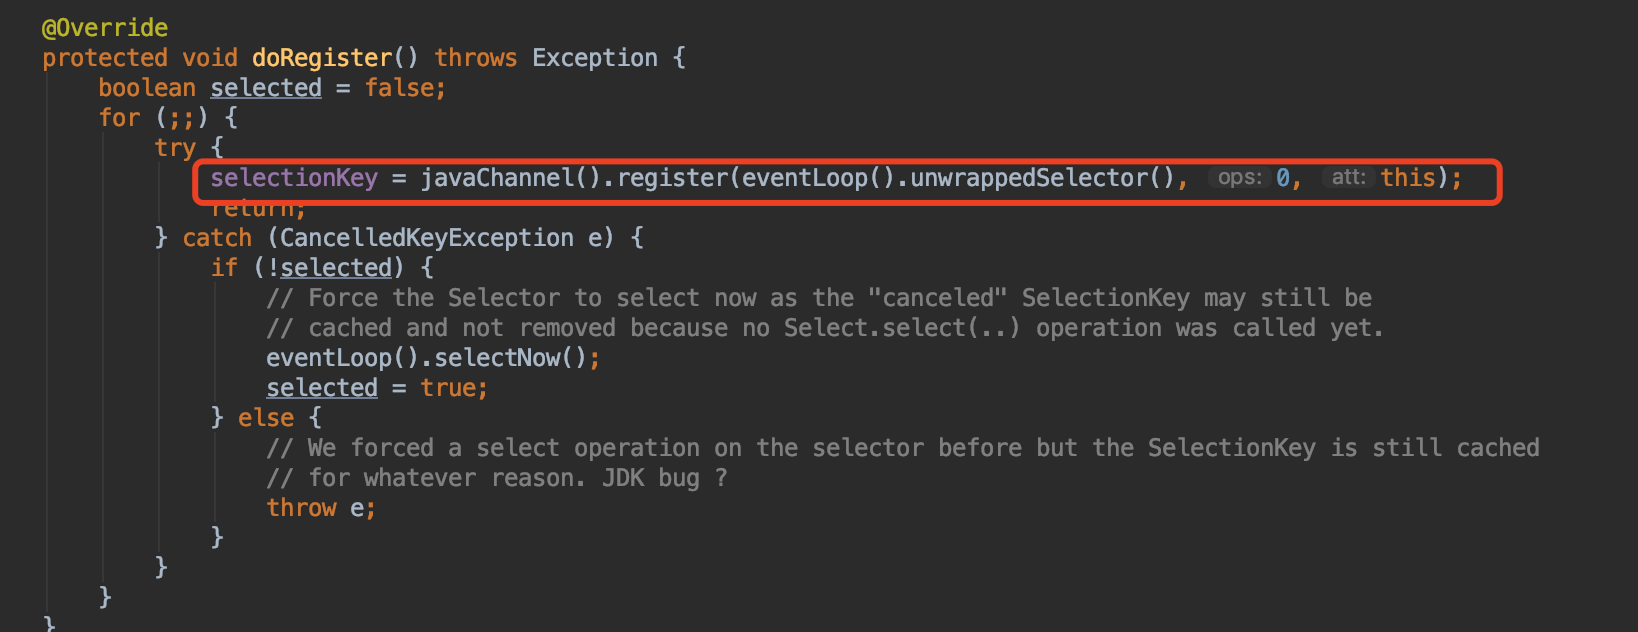 @Override
protected void doRegister() throws Exception {
boolean selected = false;
for (;;) {
try {
selectionKey = javaChannel().register(eventLoop().unwrappedSelector(), ops: 0, att: this);
return;
} catch (CancelledKeyException e) {
if (!selected) {
// Force the Selector to select now as the "canceled" SelectionKey may still be
// cached and not removed because no Select.select(..) operation was called yet.
eventLoop().selectNow();
selected = true;
} else {
// We forced a select operation on the selector before but the SelectionKey is still cached
// for whatever reason. JDK bug ?
throw e;
}
}
}
}